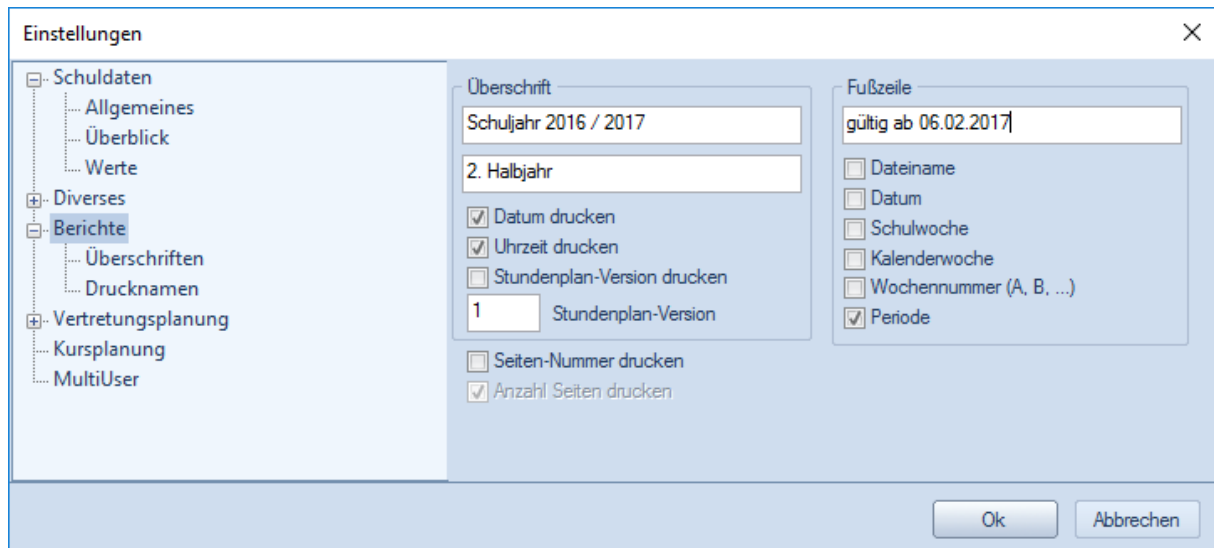 Einstellungen
Schuldaten
Allgemeines
Überblick
Werte
Diverses
Berichte
Überschriften
Drucknamen
Vertretungsplanung
Kursplanung
MultiUser
Überschrift
Schuljahr 2016 / 2017
2. Halbjahr
Datum drucken
Uhrzeit drucken
Stundenplan-Version drucken
1 Stundenplan-Version
Seiten-Nummer drucken
Anzahl Seiten drucken
Fußzeile
gültig ab 06.02.2017
Dateiname
Datum
Schulwoche
Kalenderwoche
Wochennummer (A, B, ...)
Periode
Ok Abbrechen